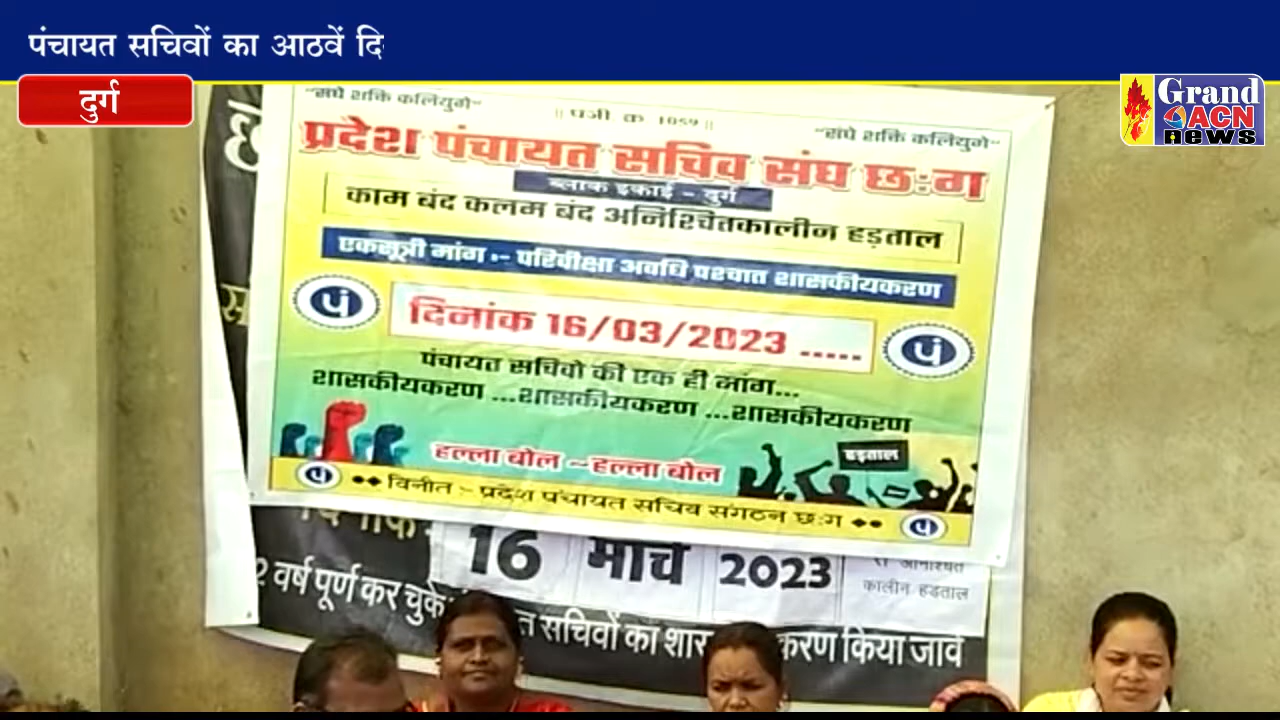 पंचायत सचिवों का आठवें दि
दुर्ग
Grand
ACN
news
"संघे शक्ति कलियुगे"
|| पंजी क्र 1059 ||
"संघे शक्ति कलियुगे"
प्रदेश पंचायत सचिव संघ छ:ग
ब्लाक इकाई - दुर्ग
काम बंद कलम बंद अनिश्चितकालीन हड़ताल
एकसूत्री मांग :- परिवीक्षा अवधि पश्चात शासकीयकरण
पं
दिनांक 16/03/2023 .....
पं
पंचायत सचिवो की एक ही मांग...
शासकीयकरण ...शासकीयकरण ...शासकीयकरण
हल्ला बोल ~ हल्ला बोल
हड़ताल
पं
विनीत :- प्रदेश पंचायत सचिव संगठन छ:ग
पं
16 मार्च 2023
कालीन हड़ताल
2 वर्ष पूर्ण कर चुके सचिवों का करण किया जावे